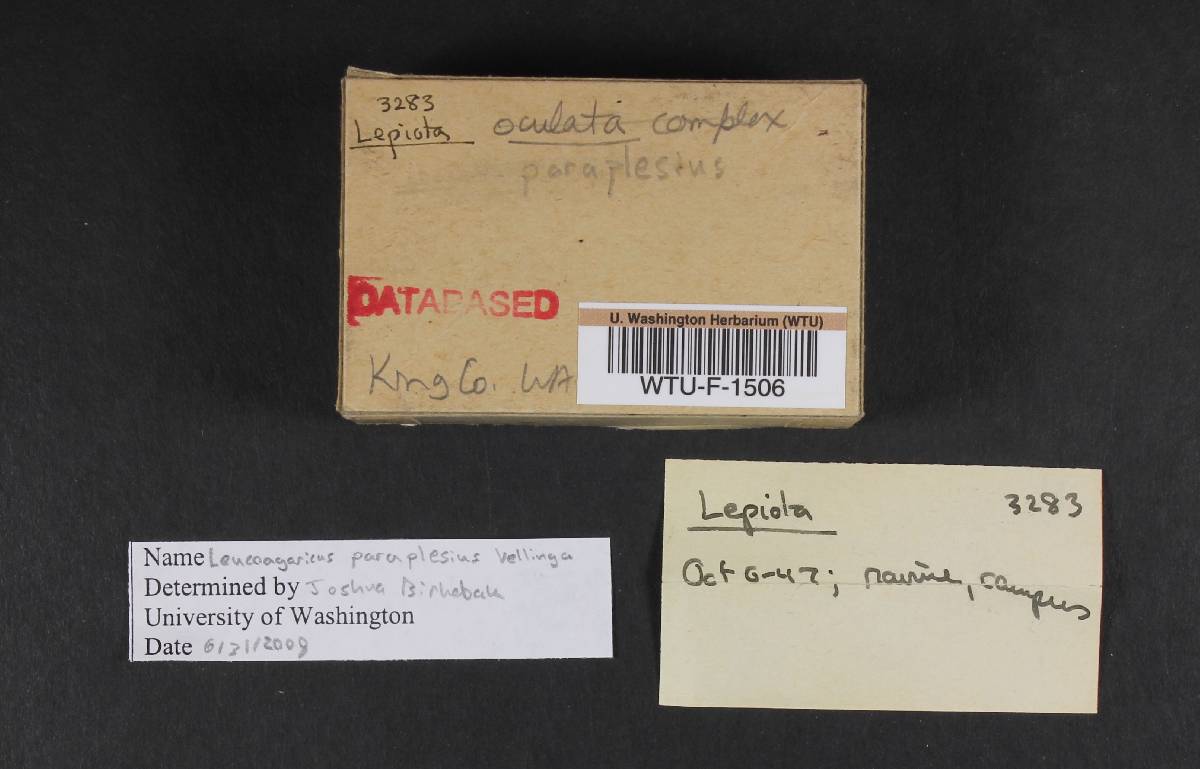 3283
Lepiota oculata complex
paraplesius
DATABASED
King Co. WA
U. Washington Herbarium (WTU)
WTU-F-1506
Lepiota 3283
Oct 6-47; ravine, campus
Name Leucoagaricus paraplesius Vellinga
Determined by Joshua Birkebak
University of Washington
Date 6/31/2009